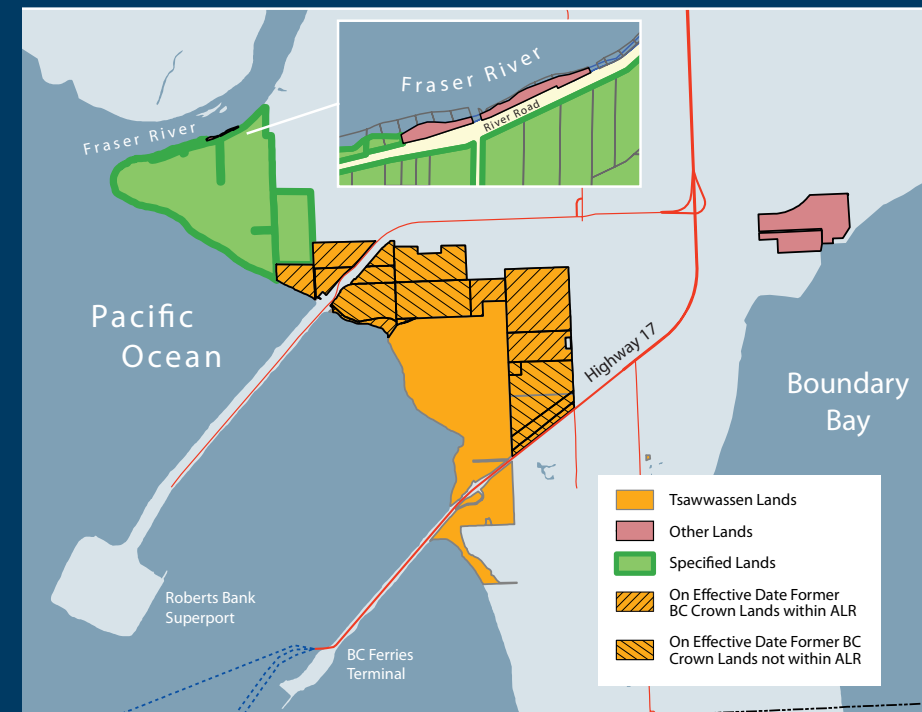 Fraser River
River Road
Fraser River
Pacific
Ocean
Highway 17
Boundary
Bay
Tsawwassen Lands
Other Lands
Specified Lands
On Effective Date Former
BC Crown Lands within ALR
On Effective Date Former BC
Crown Lands not within ALR
Roberts Bank
Superport
BC Ferries
Terminal